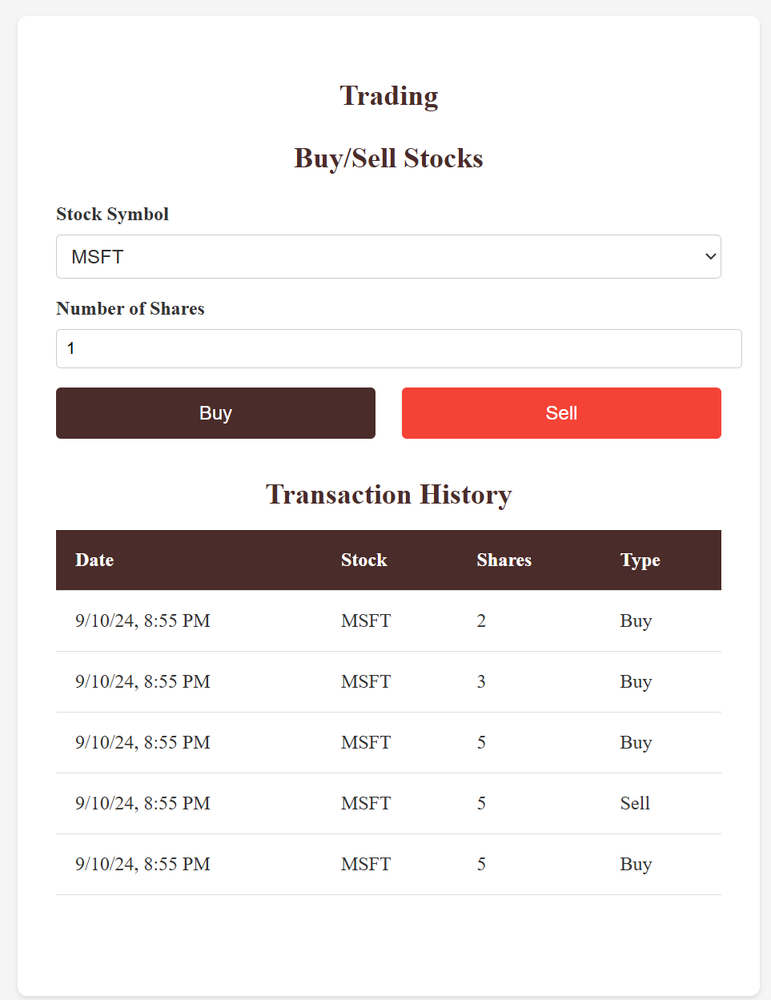 Trading
Buy/Sell Stocks
Stock Symbol
MSFT
Number of Shares
1
Buy Sell
Transaction History
Date Stock Shares Type
9/10/24, 8:55 PM MSFT 2 Buy
9/10/24, 8:55 PM MSFT 3 Buy
9/10/24, 8:55 PM MSFT 5 Buy
9/10/24, 8:55 PM MSFT 5 Sell
9/10/24, 8:55 PM MSFT 5 Buy